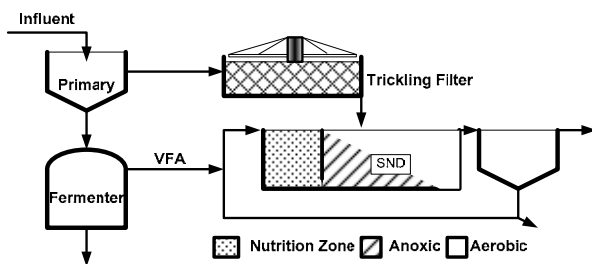 Influent
Primary
Trickling Filter
VFA
SND
Fermenter
Nutrition Zone
Anoxic
Aerobic